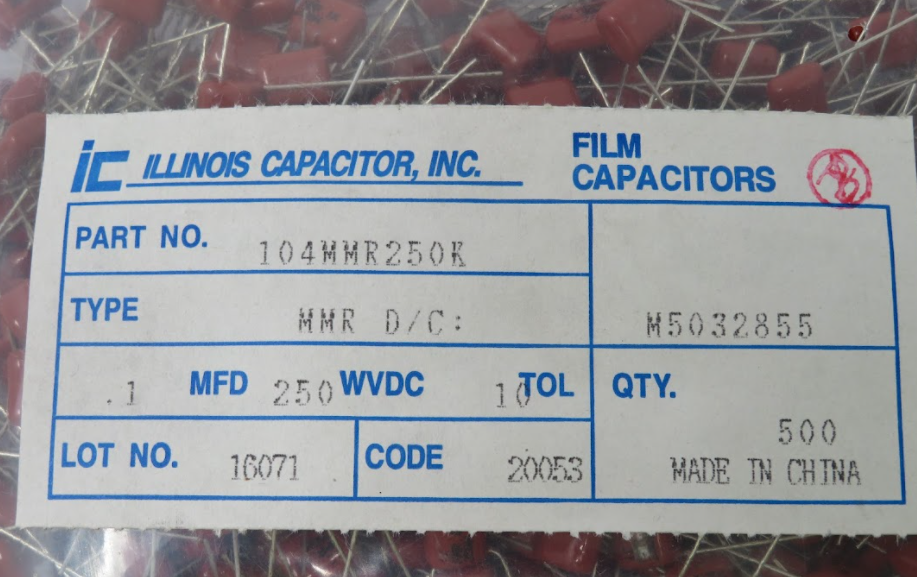 ic ILLINOIS CAPACITOR, INC.
FILM
CAPACITORS
PART NO. 104MMR250K
TYPE MMR D/C:
M5032855
.1 MFD 250 WVDC 10 TOL
QTY.
500
LOT NO. 16071
CODE 20053
MADE IN CHINA